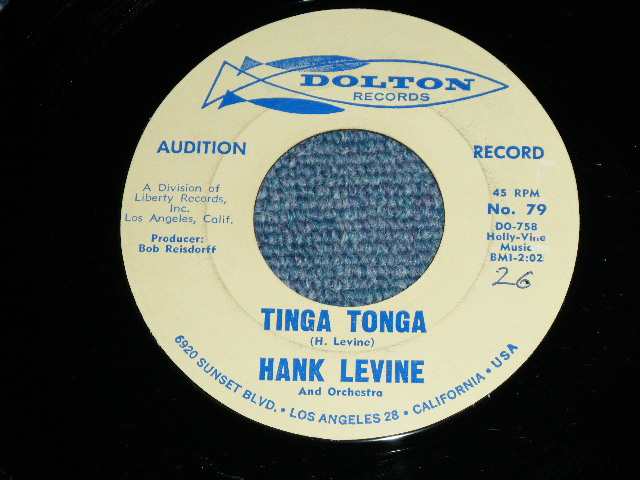 DOLTON
RECORDS
AUDITION
RECORD
A Division of
Liberty Records,
Inc.
Los Angeles, Calif.
Producer:
Bob Reisdorff
45 RPM
No. 79
DO-758
Holly-Vine
Music
BMI-2:02
26
TINGA TONGA
(H. Levine)
HANK LEVINE
And Orchestra
6920 SUNSET BLVD. • LOS ANGELES 28 • CALIFORNIA • USA